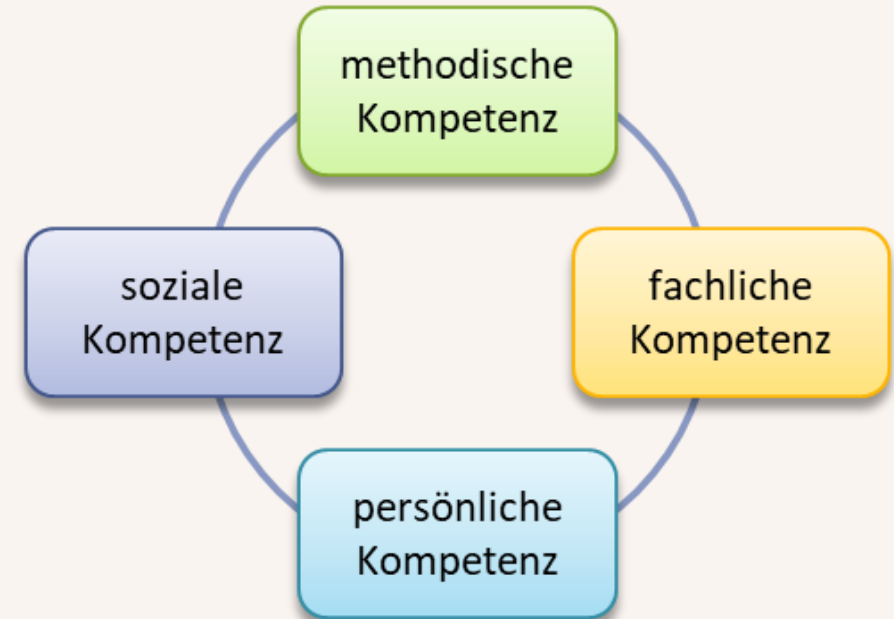 methodische
Kompetenz
soziale
Kompetenz
fachliche
Kompetenz
persönliche
Kompetenz